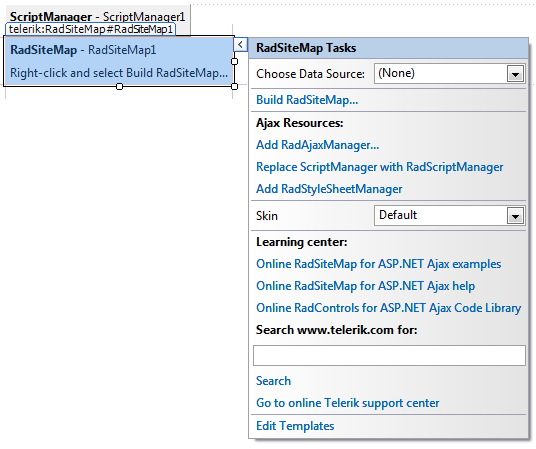 ScriptManager - ScriptManager1
telerik:RadSiteMap#RadSiteMap1
RadSiteMap - RadSiteMap1
Right-click and select Build RadSiteMap...
RadSiteMap Tasks
Choose Data Source: (None)
Build RadSiteMap...
Ajax Resources:
Add RadAjaxManager...
Replace ScriptManager with RadScriptManager
Add RadStyleSheetManager
Skin Default
Learning center:
Online RadSiteMap for ASP.NET Ajax examples
Online RadSiteMap for ASP.NET Ajax help
Online RadControls for ASP.NET Ajax Code Library
Search www.telerik.com for:
Search
Go to online Telerik support center
Edit Templates